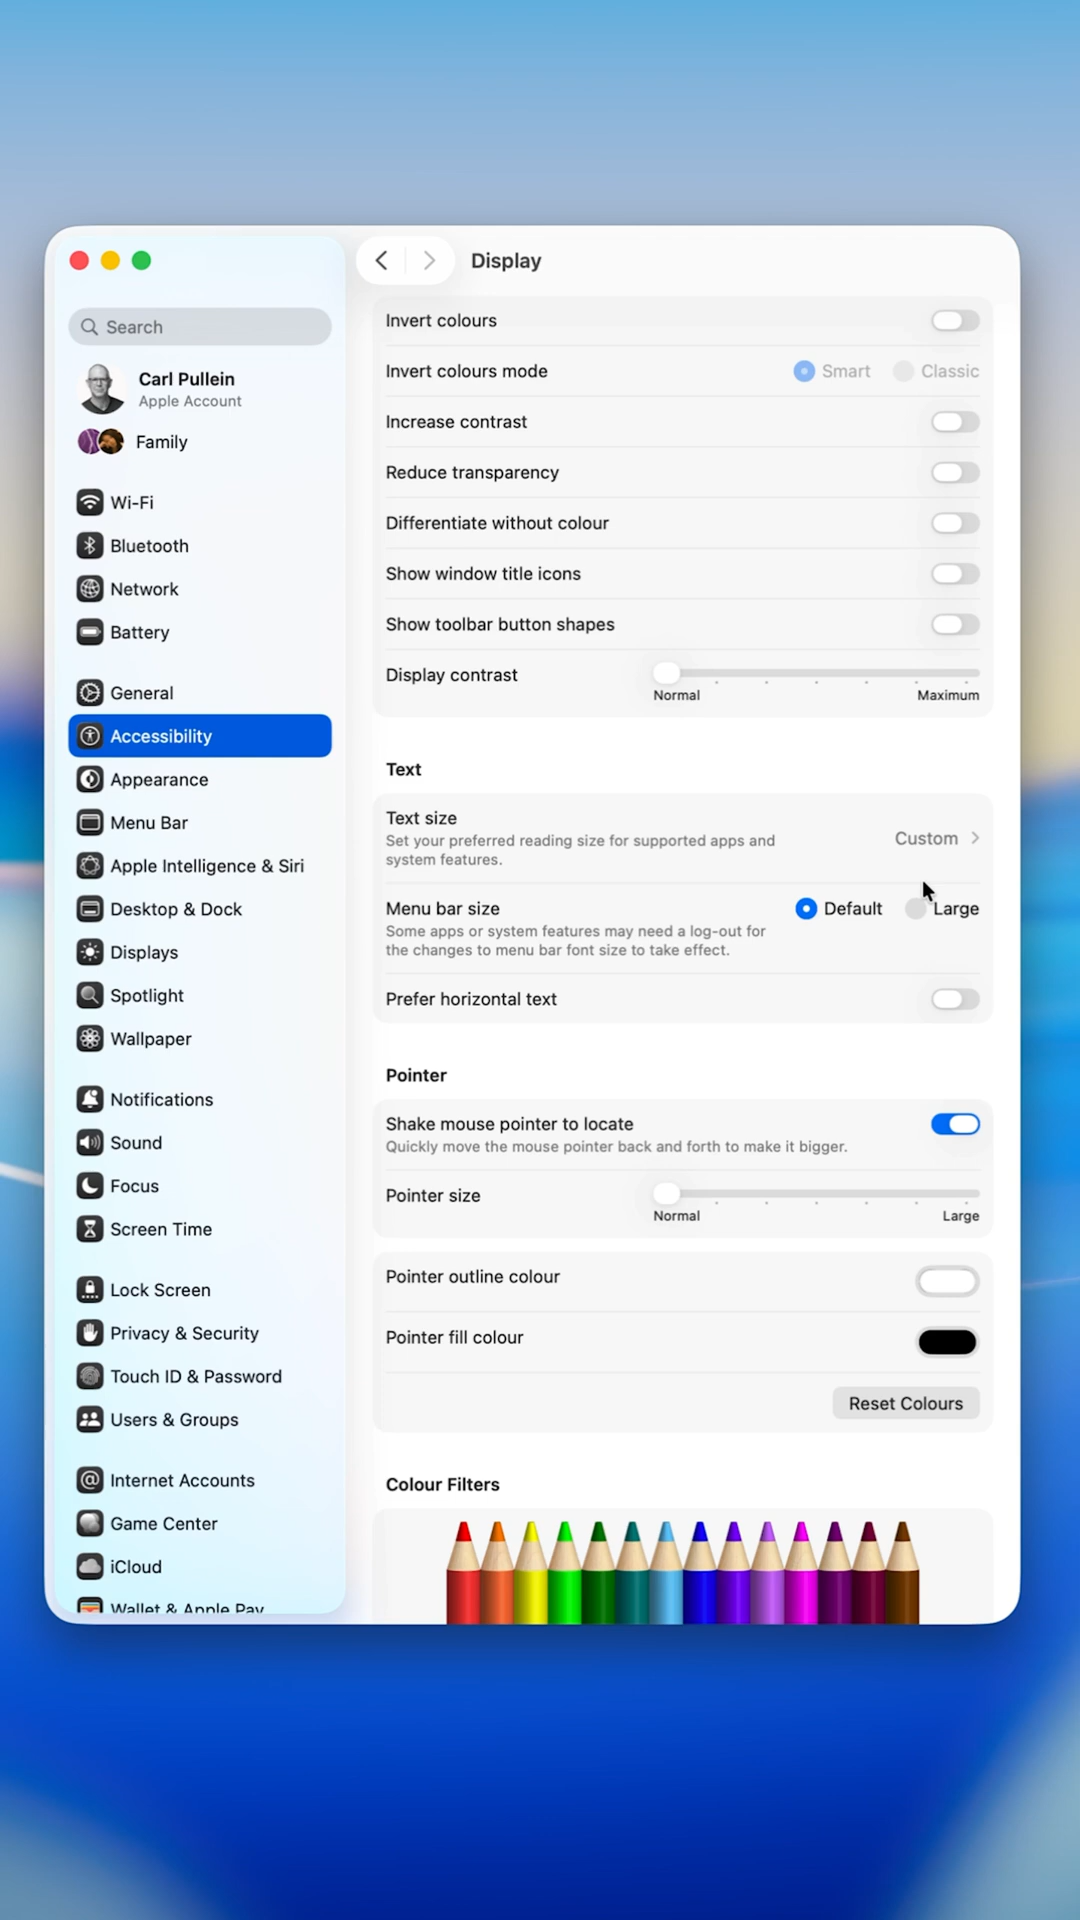 Search
Carl Pullein
Apple Account
Family
Wi-Fi
Bluetooth
Network
Battery
General
Accessibility
Appearance
Menu Bar
Apple Intelligence & Siri
Desktop & Dock
Displays
Spotlight
Wallpaper
Notifications
Sound
Focus
Screen Time
Lock Screen
Privacy & Security
Touch ID & Password
Users & Groups
Internet Accounts
Game Center
iCloud
Wallet & Apple Pay
Display
Invert colours
Invert colours mode Smart Classic
Increase contrast
Reduce transparency
Differentiate without colour
Show window title icons
Show toolbar button shapes
Display contrast
Normal Maximum
Text
Text size
Set your preferred reading size for supported apps and
system features.
Custom
Menu bar size Default Large
Some apps or system features may need a log-out for
the changes to menu bar font size to take effect.
Prefer horizontal text
Pointer
Shake mouse pointer to locate
Quickly move the mouse pointer back and forth to make it bigger.
Pointer size
Normal Large
Pointer outline colour
Pointer fill colour
Reset Colours
Colour Filters